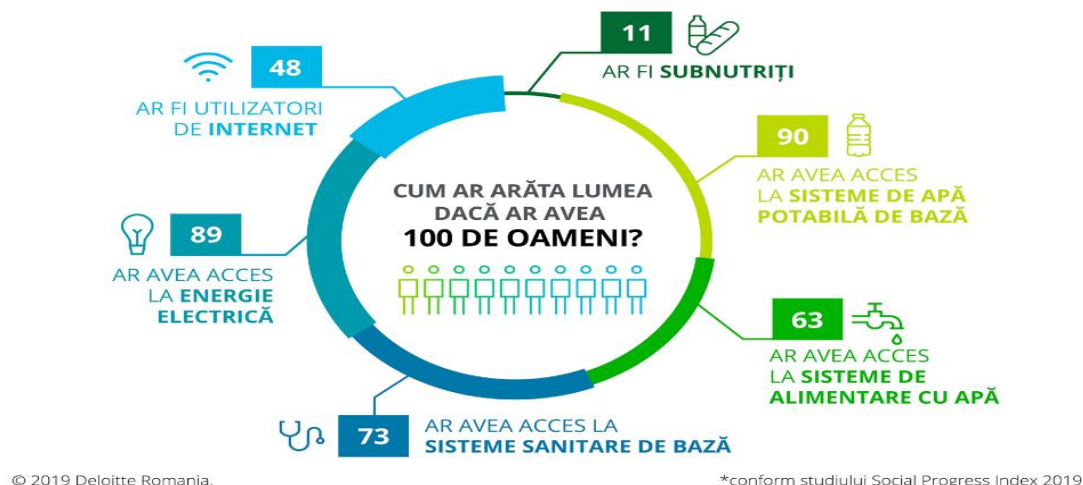 11
AR FI SUBNUTRIȚI
48
AR FI UTILIZATORI
DE INTERNET
90
AR AVEA ACCES
LA SISTEME DE APĂ
POTABILĂ DE BAZĂ
CUM AR ARĂTA LUMEA
DACĂ AR AVEA
100 DE OAMENI?
89
AR AVEA ACCES
LA ENERGIE
ELECTRICĂ
63
AR AVEA ACCES
LA SISTEME DE
ALIMENTARE CU APĂ
73
AR AVEA ACCES LA
SISTEME SANITARE DE BAZĂ
© 2019 Deloitte Romania.
*conform studiului Social Progress Index 2019